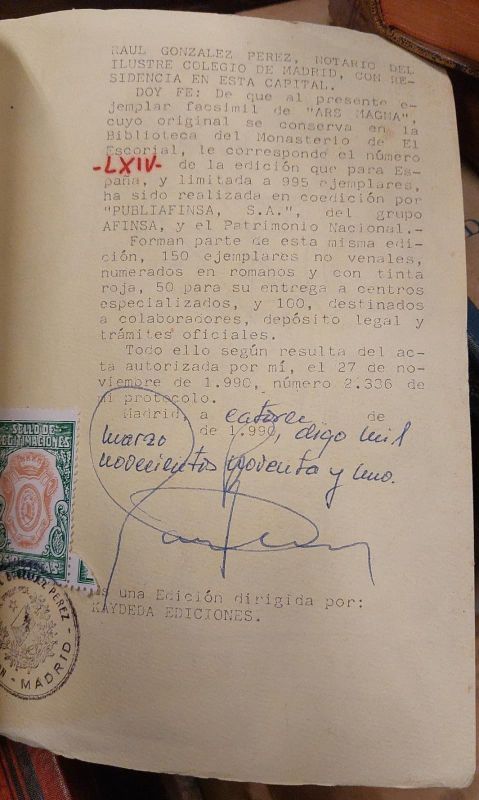 RAUL GONZALEZ PEREZ, NOTARIO DEL
ILUSTRE COLEGIO DE MADRID, CON RE-
SIDENCIA EN ESTA CAPITAL.
DOY FE: De que al presente e-
jemplar facsimil de "ARS MAGNA",
cuyo original se conserva en la
Biblioteca del Monasterio de El
Escorial, le corresponde el número
-LXIV- de la edición que para Es-
paña, y limitada a 995 ejemplares,
ha sido realizada en coedición por
"PUBLIAFINSA, S.A.", del grupo
AFINSA, y el Patrimonio Nacional.-
Forman parte de esta misma edi-
ción, 150 ejemplares no venales,
numerados en romanos y con tinta
roja, 50 para su entrega a centros
especializados, y 100, destinados
a colaboradores, depósito legal y
trámites oficiales.
Todo ello según resulta del ac-
ta autorizada por mí, el 27 de no-
viembre de 1.990, número 2.336 de
mi protocolo.
Madrid, a catorce de
marzo de 1.990, digo mil
novecientos noventa y uno.
SELLO DE
LEGITIMACIONES
PEREZ
- MADRID -
es una Edición dirigida por:
KAYDEDA EDICIONES.